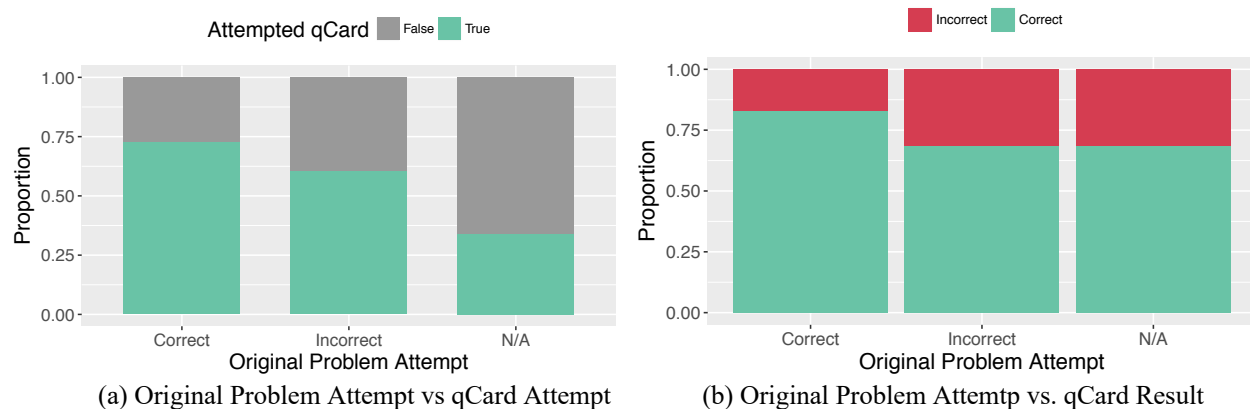 Attempted qCard False True
1.00
0.75
0.50
0.25
0.00
Proportion
Correct Incorrect N/A
Original Problem Attempt
(a) Original Problem Attempt vs qCard Attempt
Incorrect Correct
1.00
0.75
0.50
0.25
0.00
Proportion
Correct Incorrect N/A
Original Problem Attempt
(b) Original Problem Attemtp vs. qCard Result